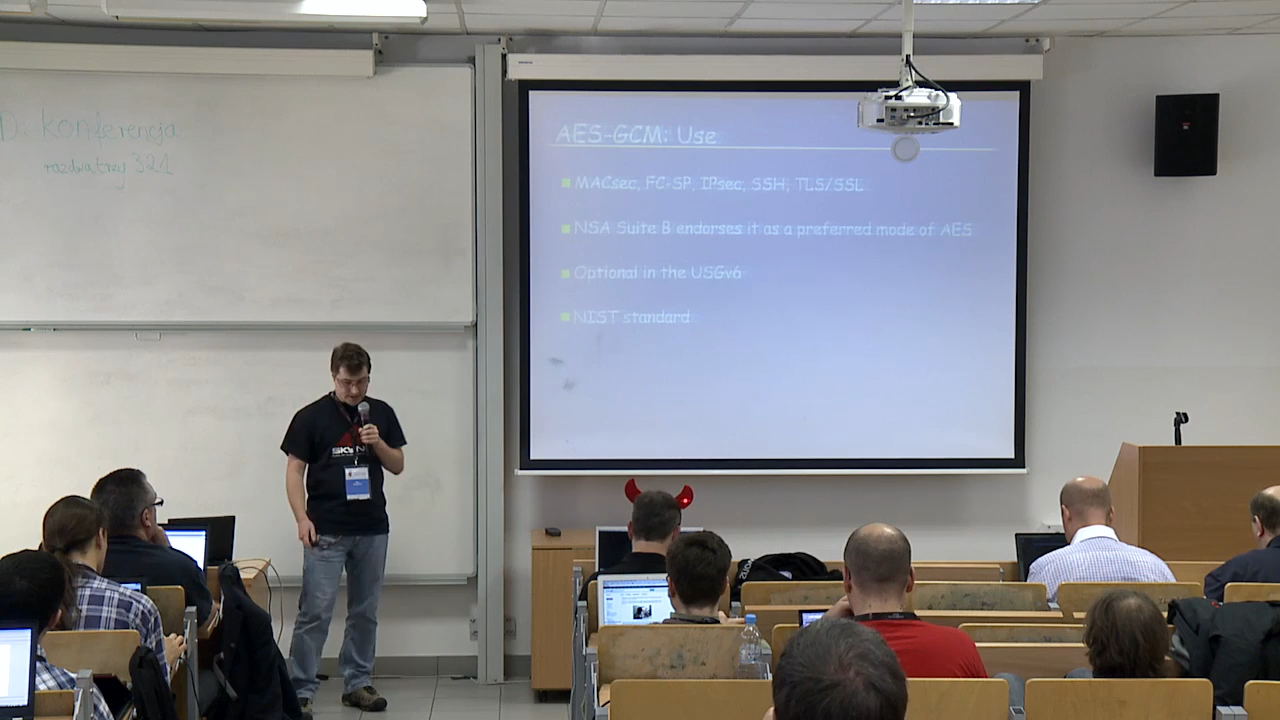 D: konferencja
razdwatrzy 321
AES-GCM: Use
MACsec, FC-SP, IPsec, SSH, TLS/SSL
NSA Suite B endorses it as a preferred mode of AES
Optional in the USGv6
NIST standard